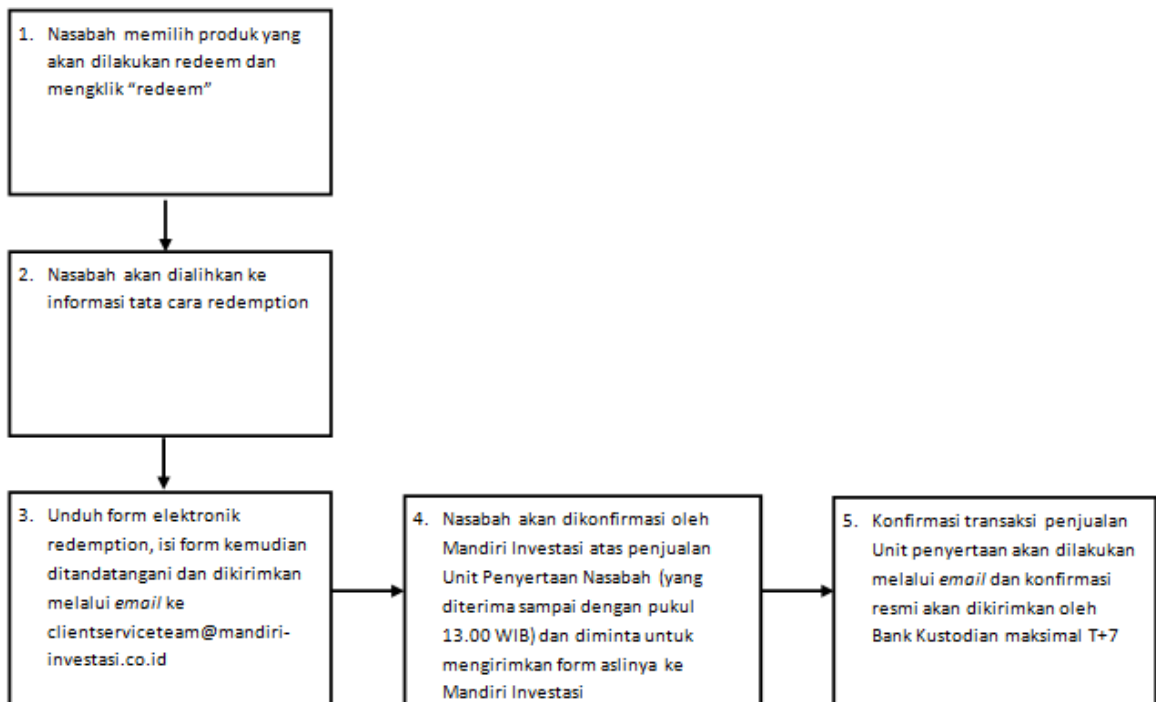 1. Nasabah memilih produk yang
akan dilakukan redeem dan
mengklik “redeem”
2. Nasabah akan dialihkan ke
informasi tata cara redemption
3. Unduh form elektronik
redemption, isi form kemudian
ditandatangani dan dikirimkan
melalui email ke
clientserviceteam@mandiri-
investasi.co.id
4. Nasabah akan dikonfirmasi oleh
Mandiri Investasi atas penjualan
Unit Penyertaan Nasabah (yang
diterima sampai dengan pukul
13.00 WIB) dan diminta untuk
mengirimkan form aslinya ke
Mandiri Investasi
5. Konfirmasi transaksi penjualan
Unit penyertaan akan dilakukan
melalui email dan konfirmasi
resmi akan dikirimkan oleh
Bank Kustodian maksimal T+7